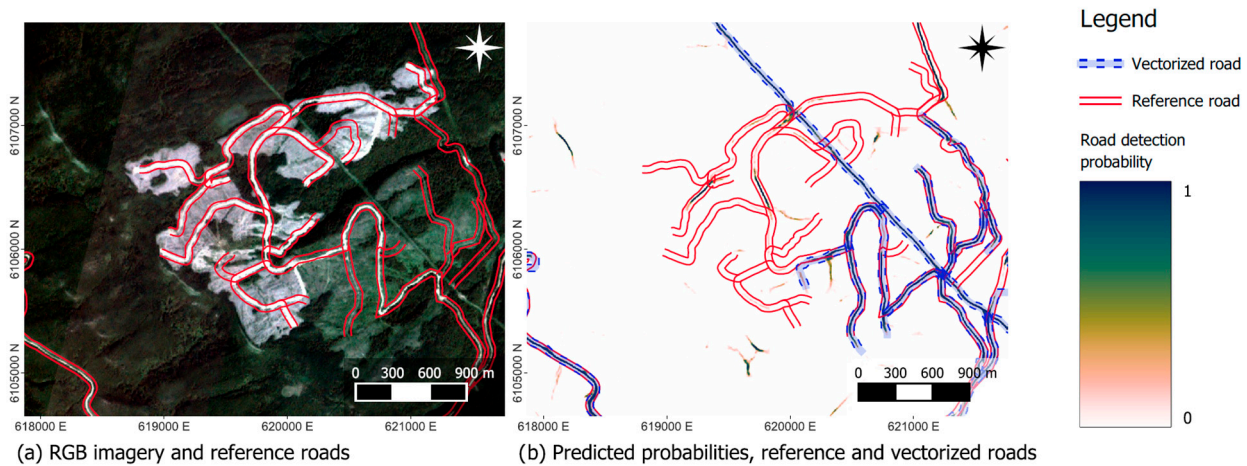 6107000 N
6106000 N
6105000 N
0 300 600 900 m
618000 E 619000 E 620000 E 621000 E
(a) RGB imagery and reference roads
6107000 N
6106000 N
6105000 N
0 300 600 900 m
618000 E 619000 E 620000 E 621000 E
(b) Predicted probabilities, reference and vectorized roads
Legend
Vectorized road
Reference road
Road detection
probability
1
0